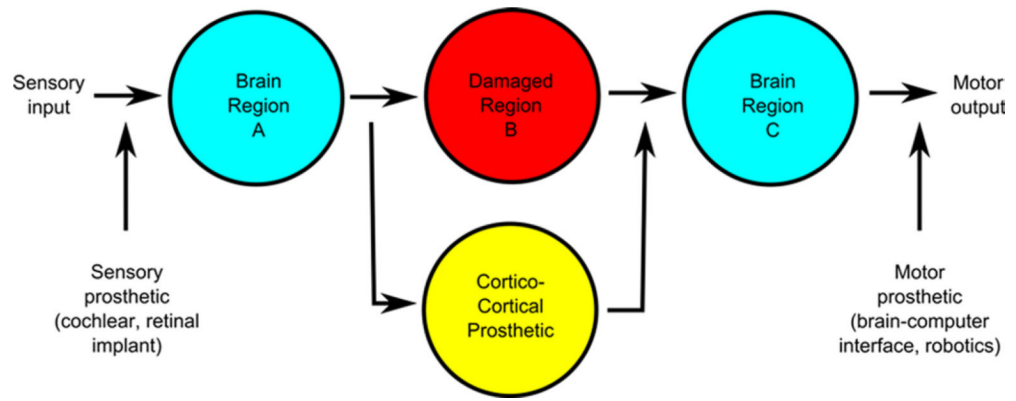 Sensory
input
Brain
Region
A
Damaged
Region
B
Brain
Region
C
Motor
output
Sensory
prosthetic
(cochlear, retinal
implant)
Cortico-
Cortical
Prosthetic
Motor
prosthetic
(brain-computer
interface, robotics)